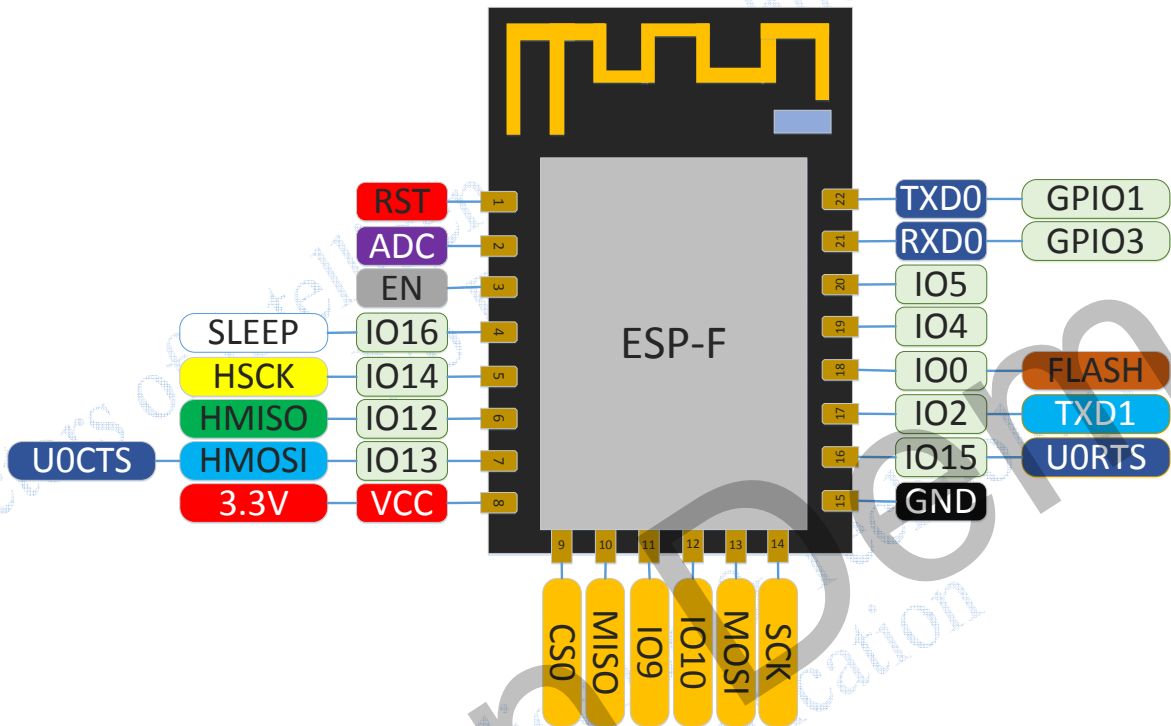 RST 1
ADC 2
EN 3
SLEEP IO16 4
HSCK IO14 5
HMISO IO12 6
U0CTS HMOSI IO13 7
3.3V VCC 8
ESP-F
22 TXD0 GPIO1
21 RXD0 GPIO3
20 IO5
19 IO4
18 IO0 FLASH
17 IO2 TXD1
16 IO15 U0RTS
15 GND
9 10 11 12 13 14
CS0
MISO
IO9
IO10
MOSI
SCK